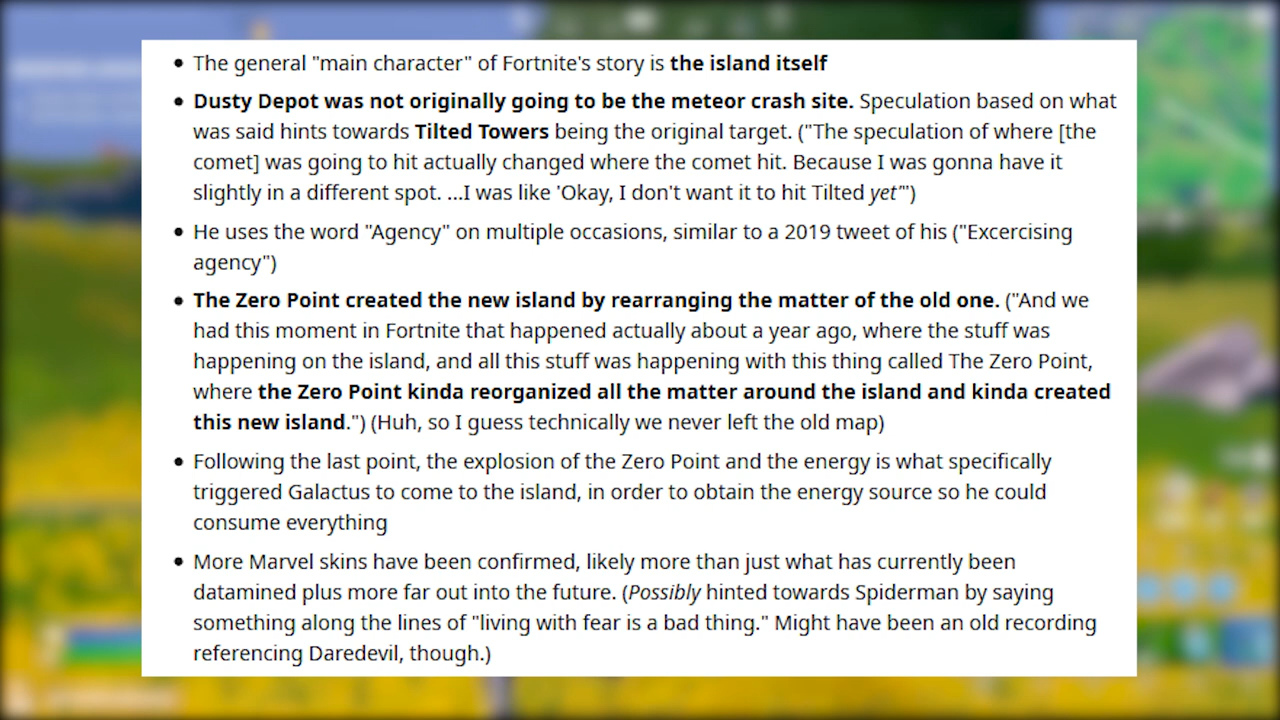 • The general "main character" of Fortnite's story is the island itself
• Dusty Depot was not originally going to be the meteor crash site. Speculation based on what
was said hints towards Tilted Towers being the original target. ("The speculation of where [the
comet] was going to hit actually changed where the comet hit. Because I was gonna have it
slightly in a different spot. ...I was like 'Okay, I don't want it to hit Tilted yet'")
• He uses the word "Agency" on multiple occasions, similar to a 2019 tweet of his ("Excercising
agency")
• The Zero Point created the new island by rearranging the matter of the old one. ("And we
had this moment in Fortnite that happened actually about a year ago, where the stuff was
happening on the island, and all this stuff was happening with this thing called The Zero Point,
where the Zero Point kinda reorganized all the matter around the island and kinda created
this new island.") (Huh, so I guess technically we never left the old map)
• Following the last point, the explosion of the Zero Point and the energy is what specifically
triggered Galactus to come to the island, in order to obtain the energy source so he could
consume everything
• More Marvel skins have been confirmed, likely more than just what has currently been
datamined plus more far out into the future. (Possibly hinted towards Spiderman by saying
something along the lines of "living with fear is a bad thing." Might have been an old recording
referencing Daredevil, though.)